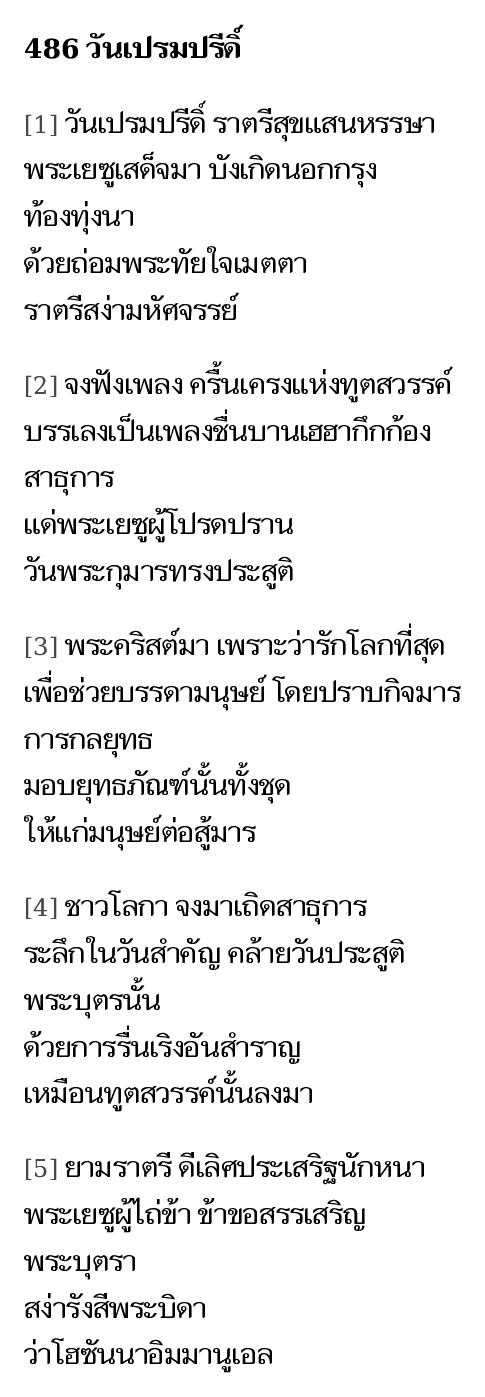 486 วันเปรมปรีดิ์
[1] วันเปรมปรีดิ์ ราตรีสุขแสนหรรษา
พระเยซูเสด็จมา บังเกิดนอกกรุง
ท้องทุ่งนา
ด้วยถ่อมพระทัยใจเมตตา
ราตรีสง่ามหัศจรรย์
[2] จงฟังเพลง ครื้นเครงแห่งทูตสวรรค์
บรรเลงเป็นเพลงชื่นบานเฮฮากึกก้อง
สาธุการ
แด่พระเยซูผู้โปรดปราน
วันพระกุมารทรงประสูติ
[3] พระคริสต์มา เพราะว่ารักโลกที่สุด
เพื่อช่วยบรรดามนุษย์ โดยปราบกิจมาร
การกลยุทธ
มอบยุทธภัณฑ์นั้นทั้งชุด
ให้แก่มนุษย์ต่อสู้มาร
[4] ชาวโลกา จงมาเถิดสาธุการ
ระลึกในวันสำคัญ คล้ายวันประสูติ
พระบุตรนั้น
ด้วยการรื่นเริงอันสำราญ
เหมือนทูตสวรรค์นั้นลงมา
[5] ยามราตรี ดีเลิศประเสริฐนักหนา
พระเยซูผู้ไถ่ข้า ข้าขอสรรเสริญ
พระบุตรา
สง่ารังสีพระบิดา
ว่าโฮซันนาอิมมานูเอล